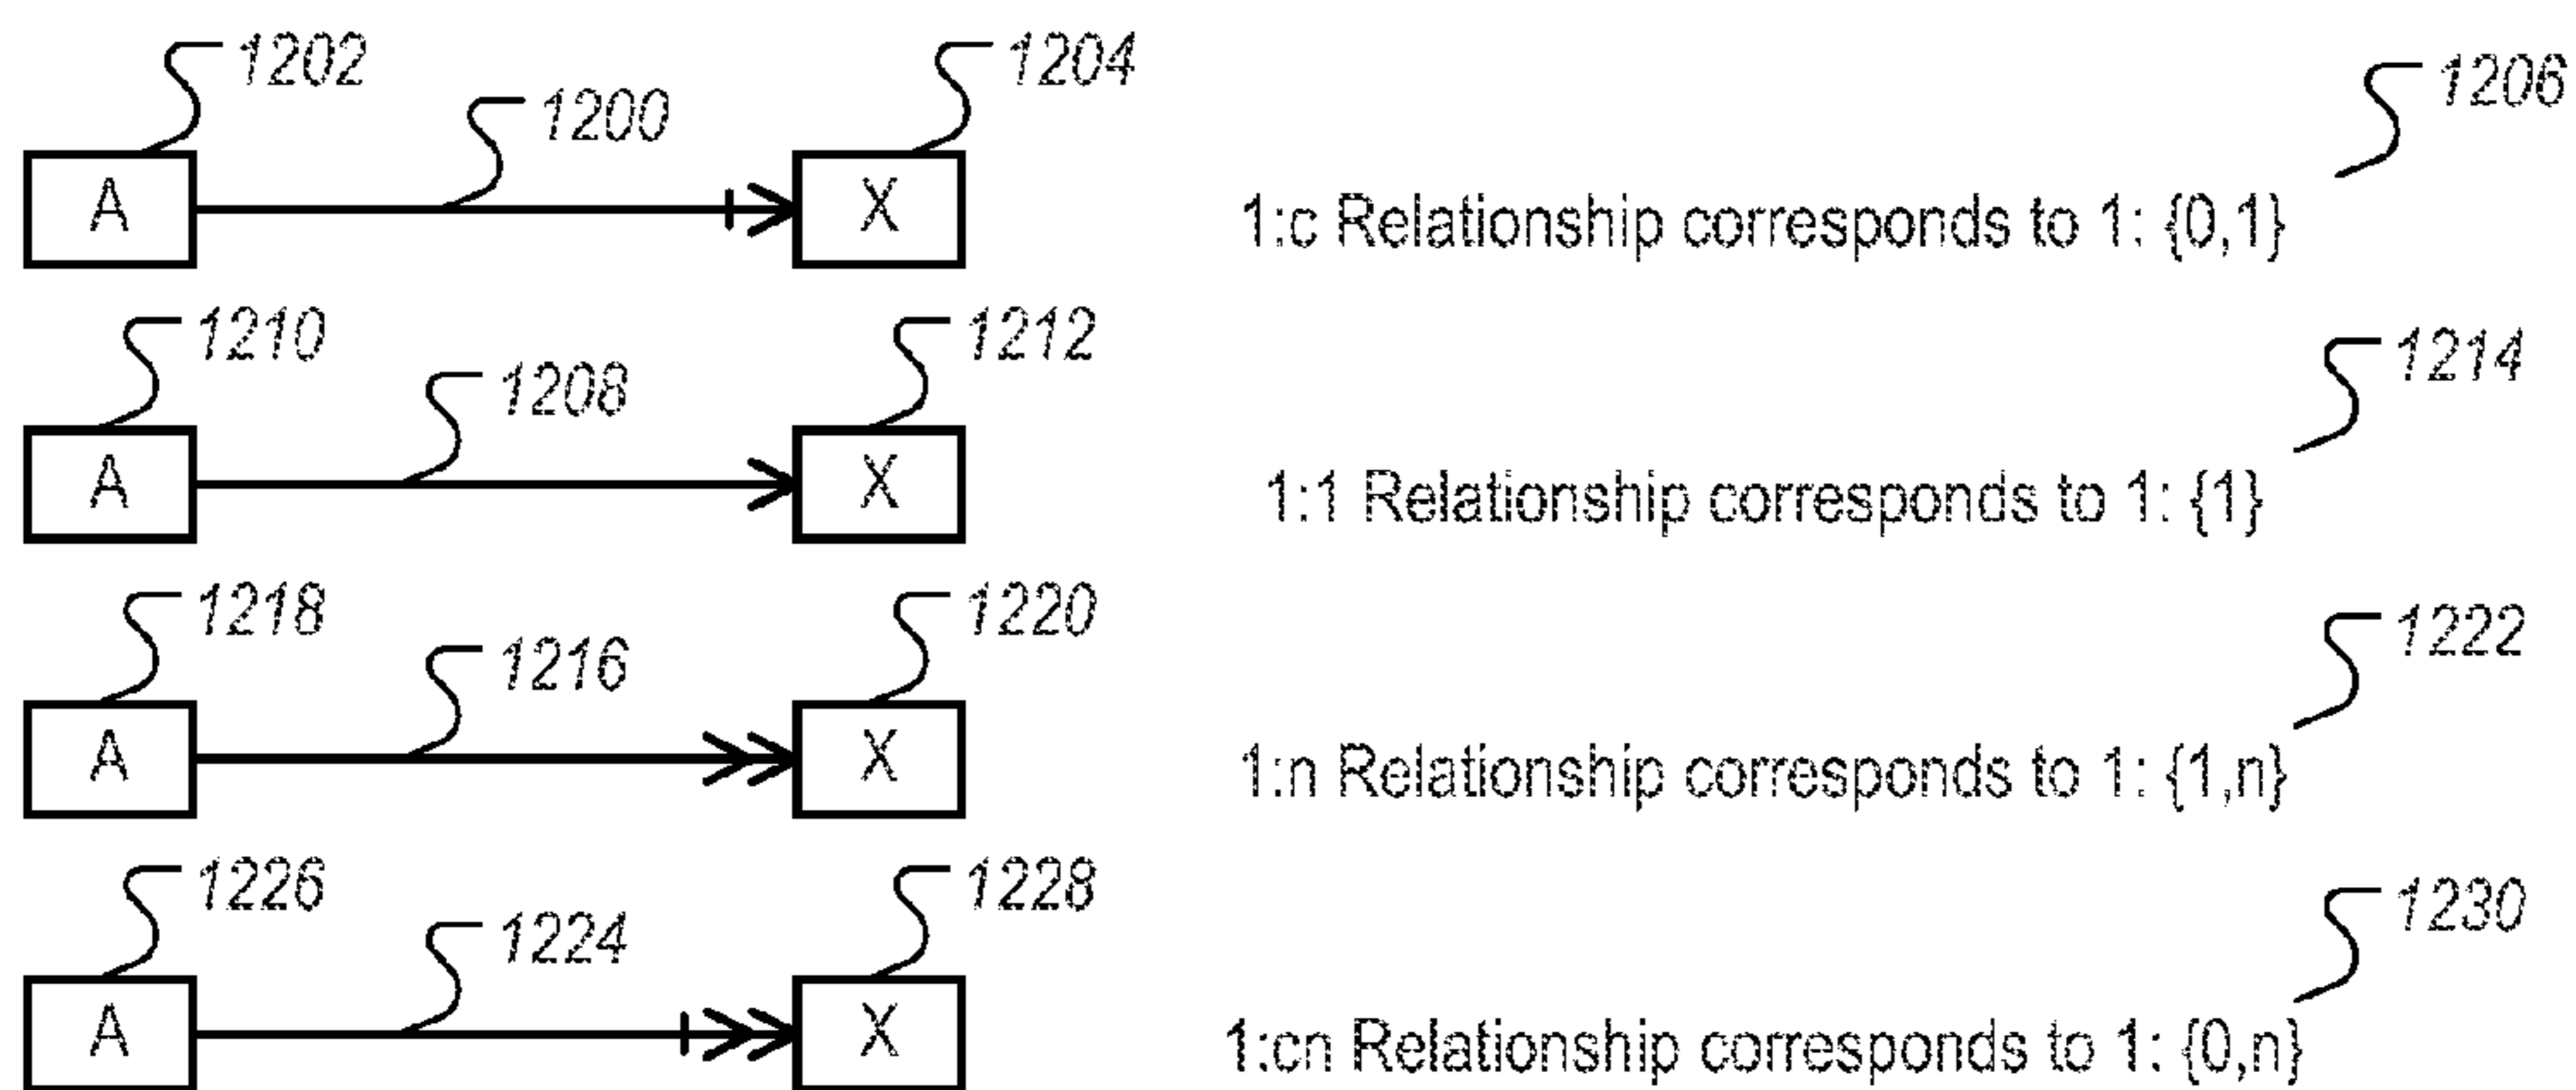 1202
1204
1206
1200
A
X
1:c Relationship corresponds to 1: {0,1}
1210
1212
1214
1208
A
X
1:1 Relationship corresponds to 1: {1}
1218
1220
1222
1216
A
X
1:n Relationship corresponds to 1: {1,n}
1226
1228
1230
1224
A
X
1:cn Relationship corresponds to 1: {0,n}